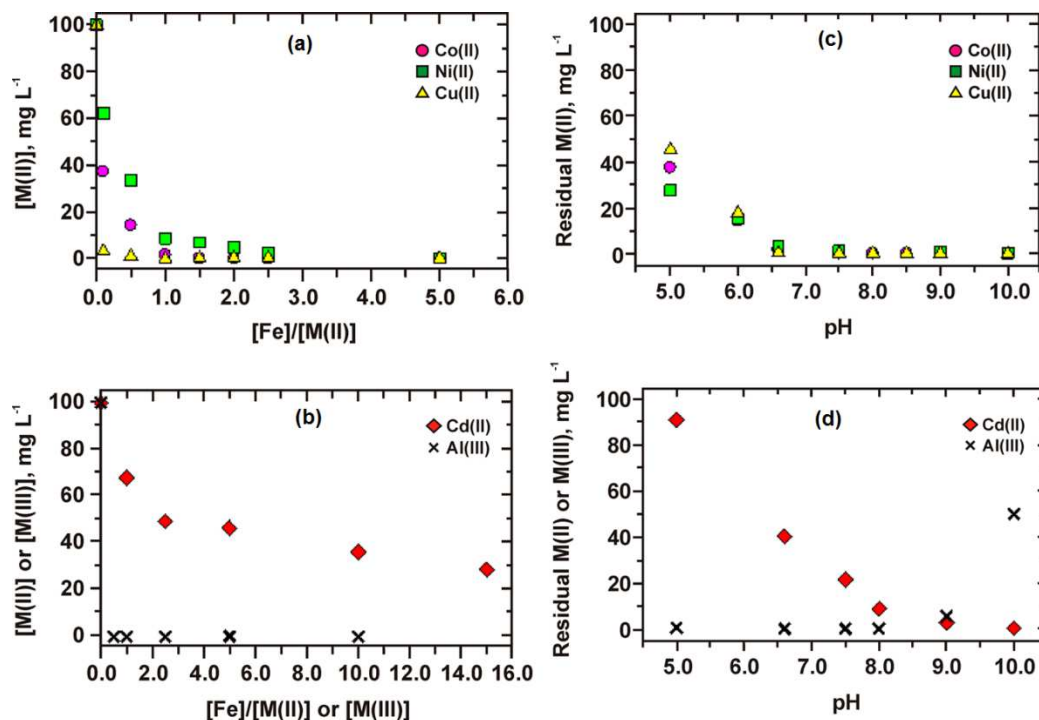 (a)
Co(II)
Ni(II)
Cu(II)
[M(II)], mg L⁻¹
100
80
60
40
20
0
0.0 1.0 2.0 3.0 4.0 5.0 6.0
[Fe]/[M(II)]
(c)
Co(II)
Ni(II)
Cu(II)
Residual M(II), mg L⁻¹
100
80
60
40
20
0
5.0 6.0 7.0 8.0 9.0 10.0
pH
(b)
Cd(II)
Al(III)
[M(II)] or [M(III)], mg L⁻¹
100
80
60
40
20
0
0.0 2.0 4.0 6.0 8.0 10.0 12.0 14.0 16.0
[Fe]/[M(II)] or [M(III)]
(d)
Cd(II)
Al(III)
Residual M(II) or M(III), mg L⁻¹
100
80
60
40
20
0
5.0 6.0 7.0 8.0 9.0 10.0
pH